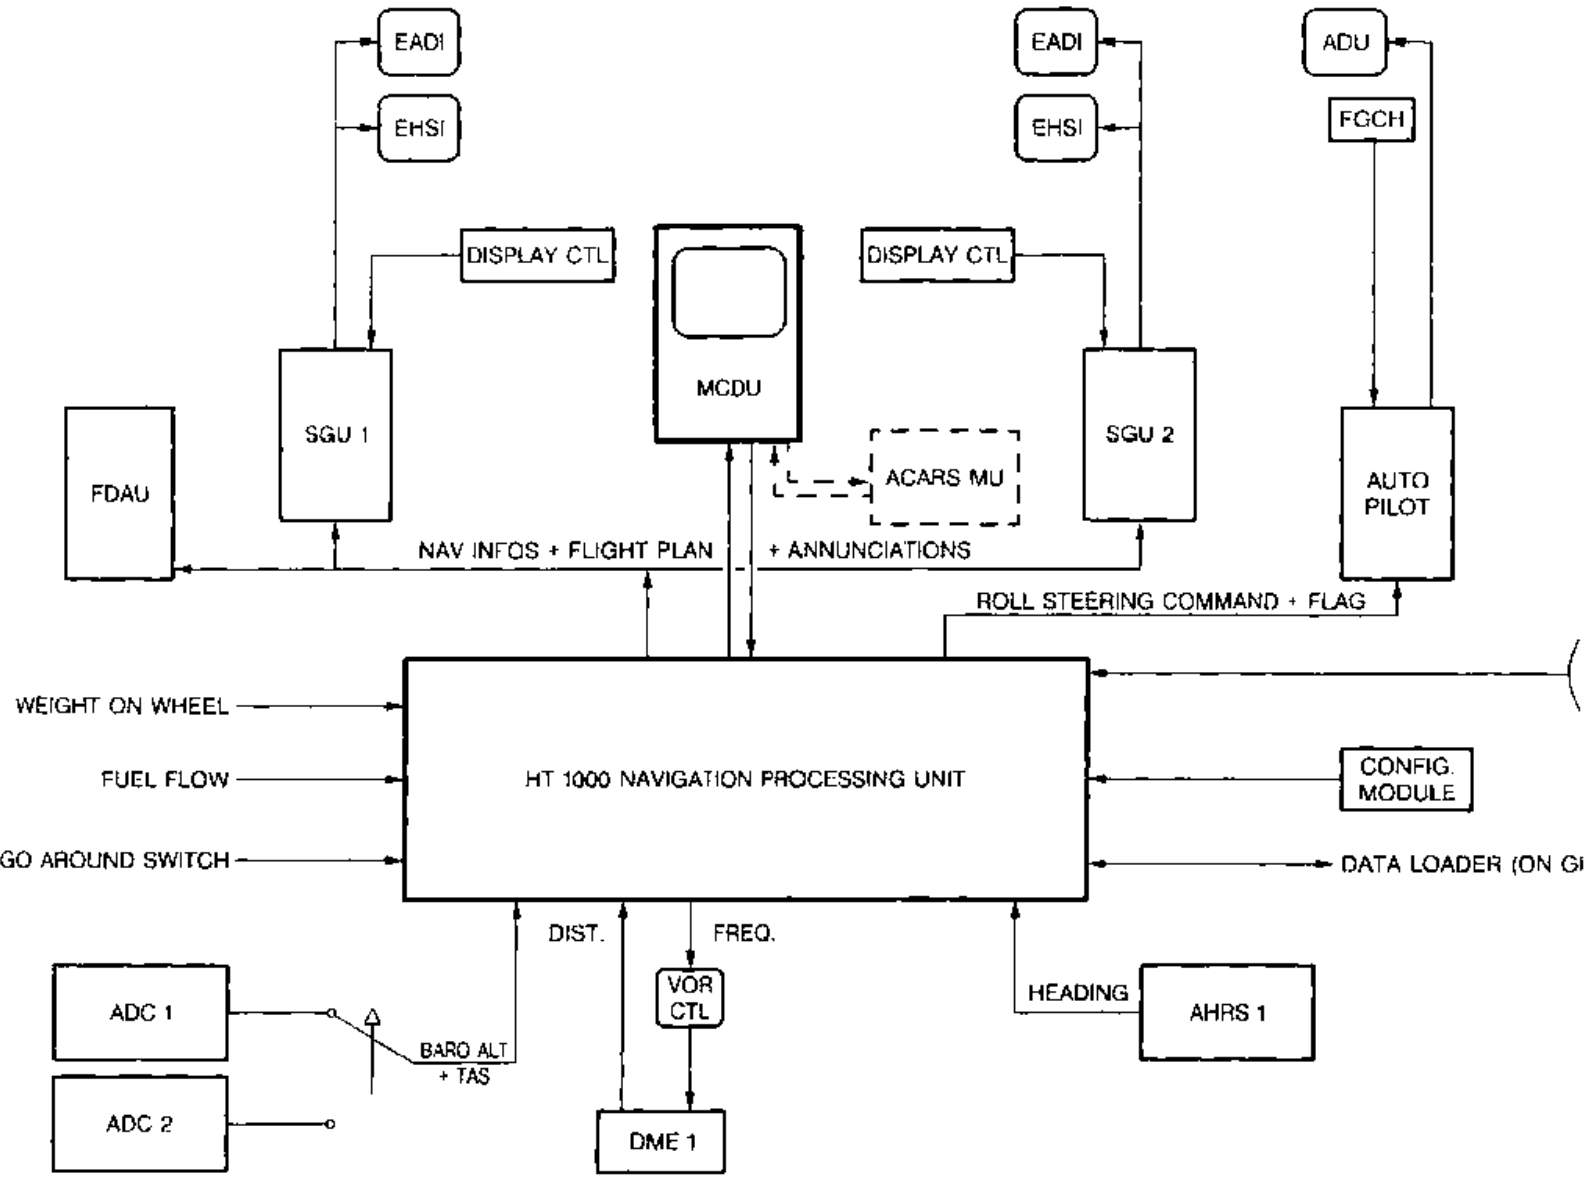 EADI
EADI
ADU
EHSI
EHSI
FGCH
DISPLAY CTL
DISPLAY CTL
MCDU
SGU 1
SGU 2
FDAU
ACARS MU
AUTO
PILOT
NAV INFOS + FLIGHT PLAN
+ ANNUNCIATIONS
ROLL STEERING COMMAND + FLAG
WEIGHT ON WHEEL
FUEL FLOW
HT 1000 NAVIGATION PROCESSING UNIT
CONFIG.
MODULE
GO AROUND SWITCH
DATA LOADER (ON
DIST.
FREQ.
VOR
CTL
HEADING
ADC 1
AHRS 1
BARO ALT
+ TAS
ADC 2
DME 1